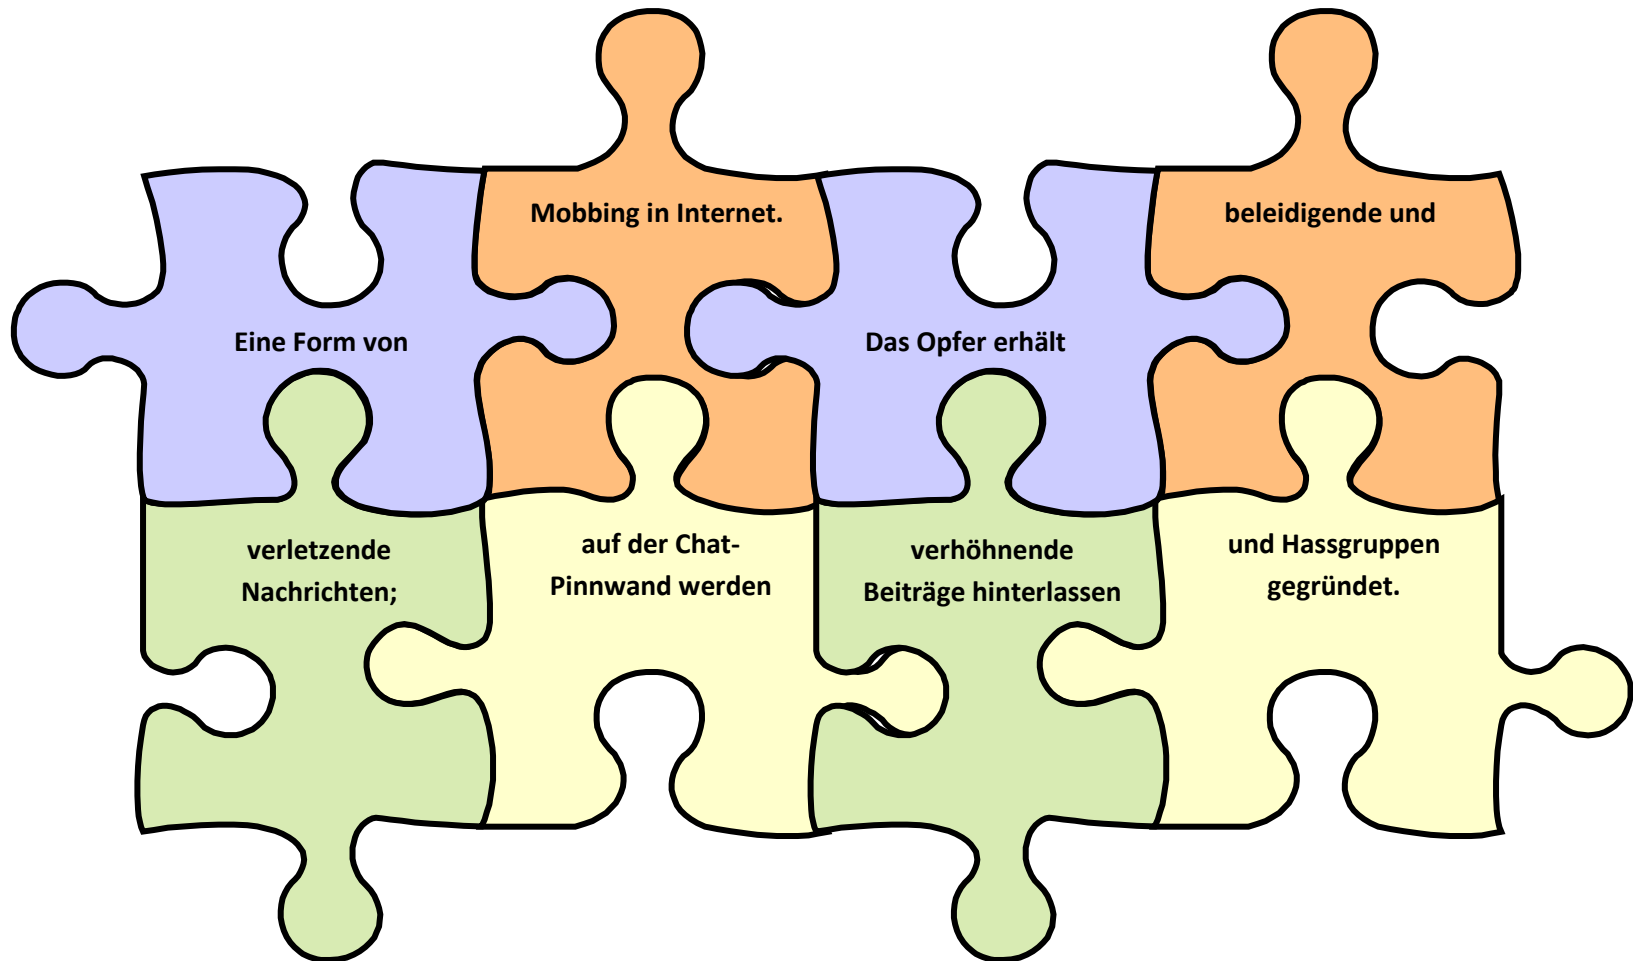 Eine Form von
Mobbing in Internet.
Das Opfer erhält
beleidigende und
verletzende
Nachrichten;
auf der Chat-
Pinnwand werden
verhöhnende
Beiträge hinterlassen
und Hassgruppen
gegründet.